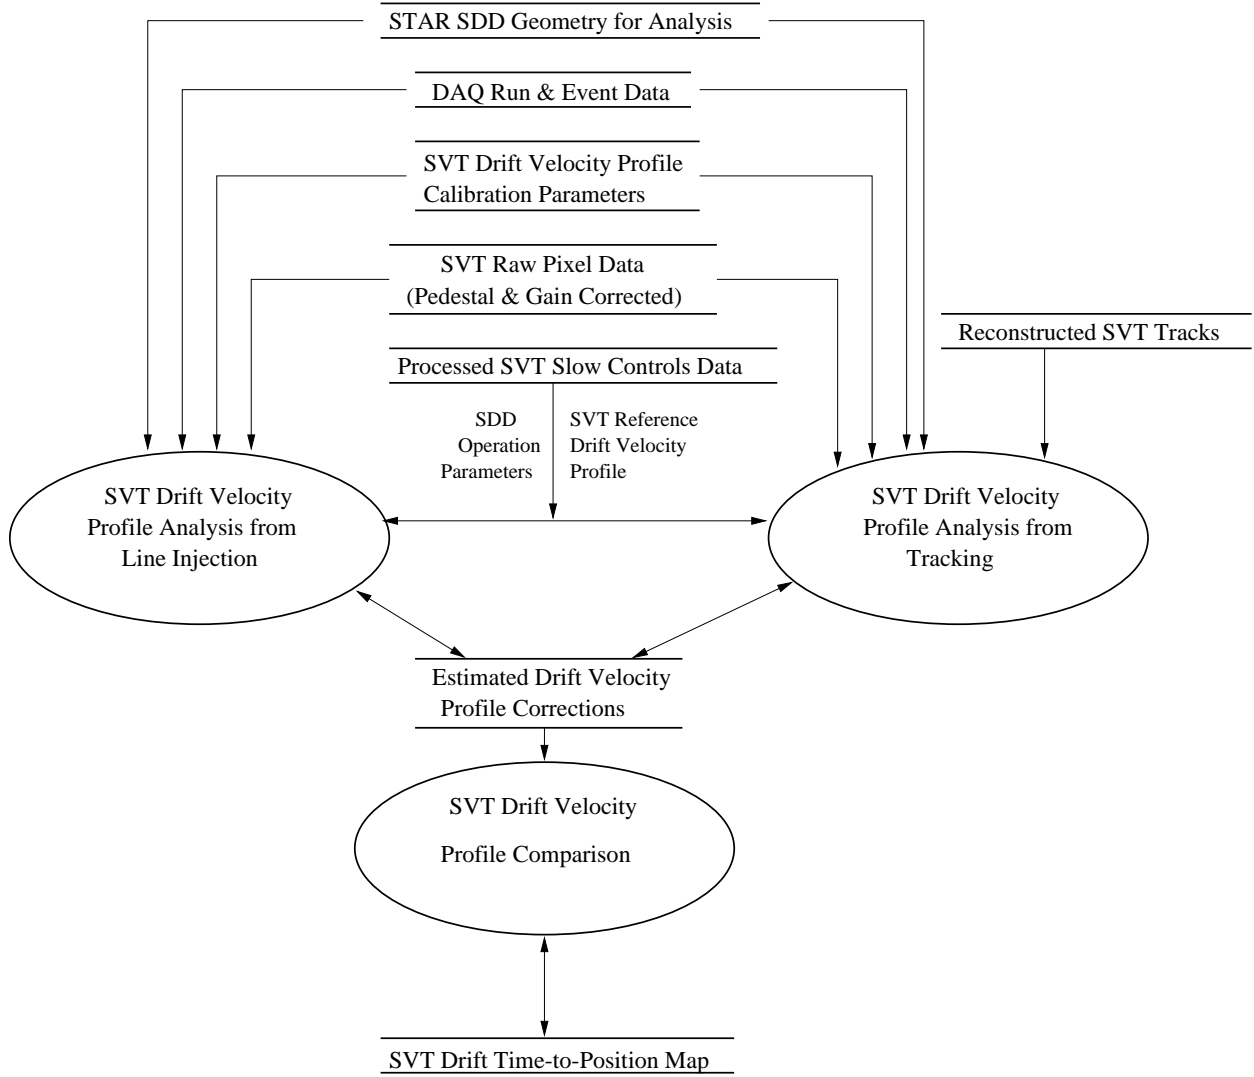 STAR SDD Geometry for Analysis
DAQ Run & Event Data
SVT Drift Velocity Profile
Calibration Parameters
SVT Raw Pixel Data
(Pedestal & Gain Corrected)
Reconstructed SVT Tracks
Processed SVT Slow Controls Data
SDD
Operation
Parameters
SVT Reference
Drift Velocity
Profile
SVT Drift Velocity
Profile Analysis from
Line Injection
SVT Drift Velocity
Profile Analysis from
Tracking
Estimated Drift Velocity
Profile Corrections
SVT Drift Velocity
Profile Comparison
SVT Drift Time-to-Position Map